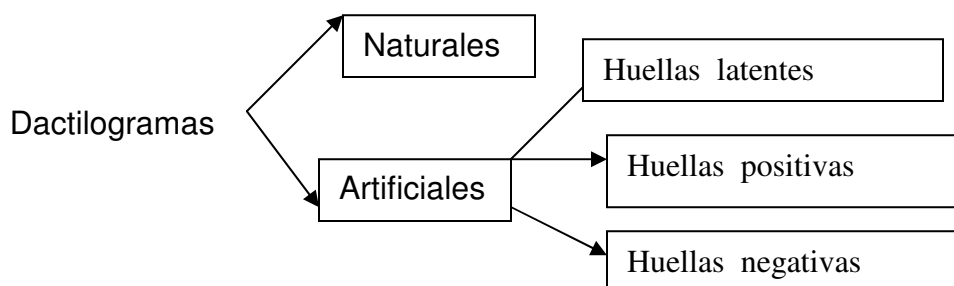 Naturales
Huellas latentes
Dactilogramas
Huellas positivas
Artificiales
Huellas negativas